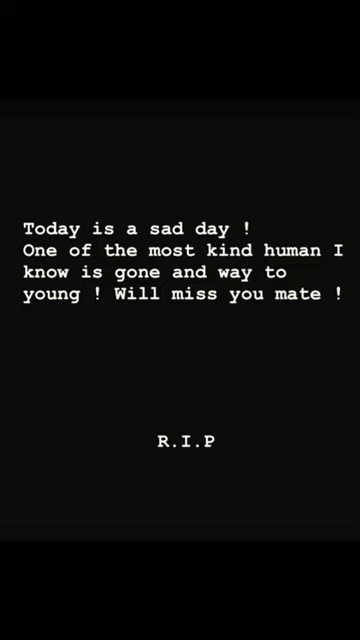 Today is a sad day !
One of the most kind human I
know is gone and way to
young ! Will miss you mate !
R.I.P